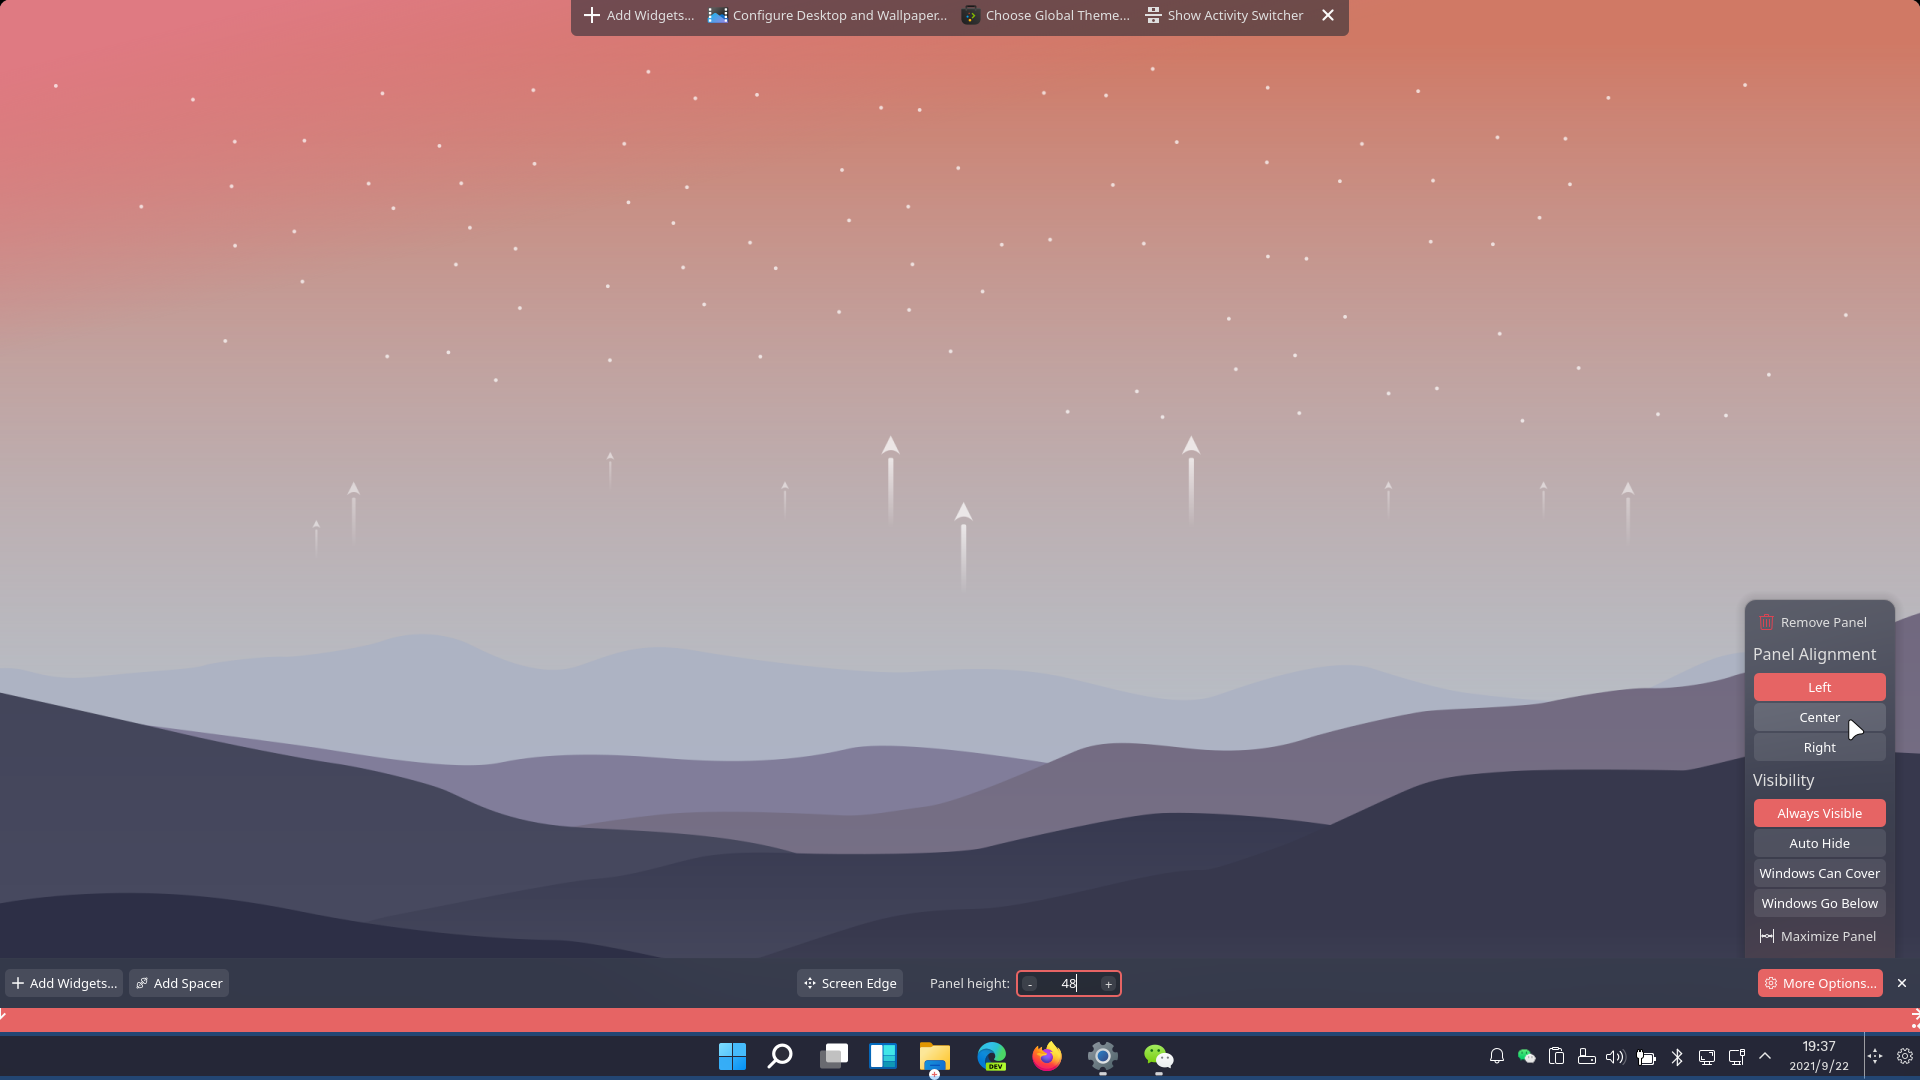 Add Widgets... Configure Desktop and Wallpaper... Choose Global Theme... Show Activity Switcher
Remove Panel
Panel Alignment
Left
Center
Right
Visibility
Always Visible
Auto Hide
Windows Can Cover
Windows Go Below
Maximize Panel
Add Widgets... Add Spacer Screen Edge Panel height: - 48 + More Options...
DEV
19:37
2021/9/22